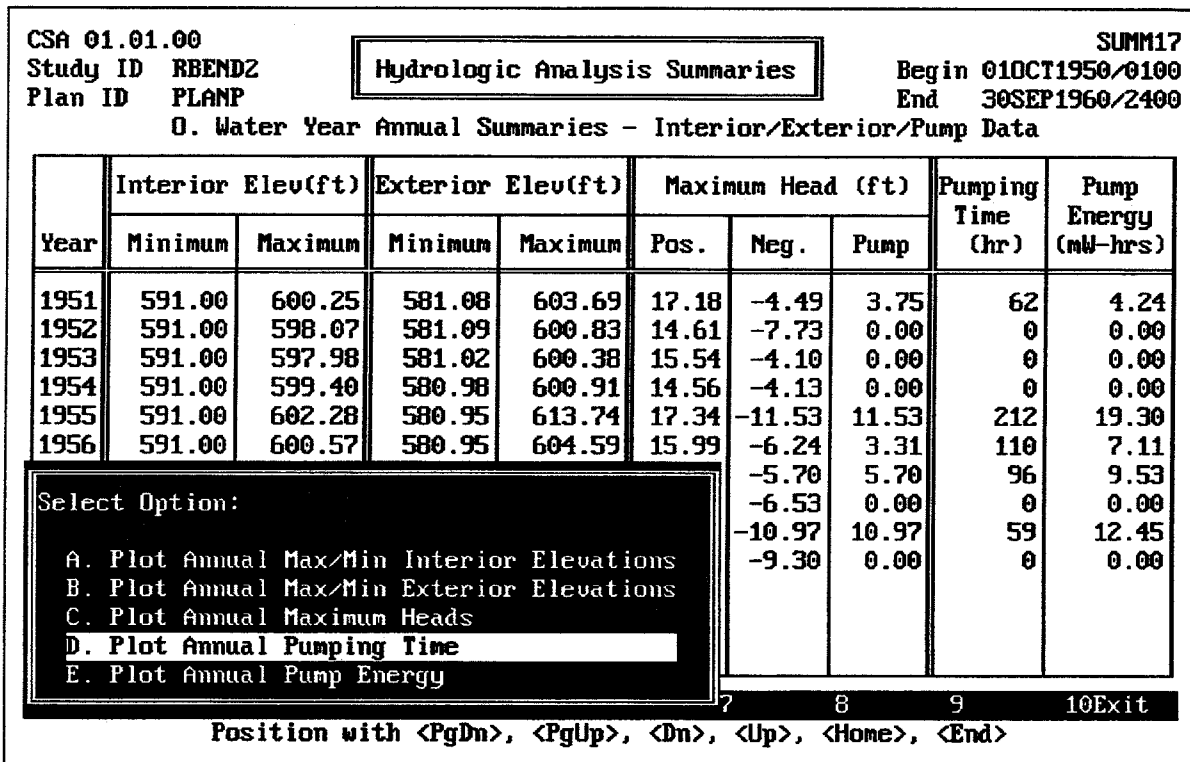 CSA 01.01.00 SUMM17
Study ID RBEND2 Hydrologic Analysis Summaries Begin 01OCT1950/0100
Plan ID PLANP End 30SEP1960/2400
O. Water Year Annual Summaries - Interior/Exterior/Pump Data
Interior Elev(ft) Exterior Elev(ft) Maximum Head (ft) Pumping Pump
Time Energy
Year Minimum Maximum Minimum Maximum Pos. Neg. Pump (hr) (mW-hrs)
1951 591.00 600.25 581.08 603.69 17.18 -4.49 3.75 62 4.24
1952 591.00 598.07 581.09 600.83 14.61 -7.73 0.00 0 0.00
1953 591.00 597.98 581.02 600.38 15.54 -4.10 0.00 0 0.00
1954 591.00 599.40 580.98 600.91 14.56 -4.13 0.00 0 0.00
1955 591.00 602.28 580.95 613.74 17.34 -11.53 11.53 212 19.30
1956 591.00 600.57 580.95 604.59 15.99 -6.24 3.31 110 7.11
-5.70 5.70 96 9.53
-6.53 0.00 0 0.00
-10.97 10.97 59 12.45
-9.30 0.00 0 0.00
Select Option:
A. Plot Annual Max/Min Interior Elevations
B. Plot Annual Max/Min Exterior Elevations
C. Plot Annual Maximum Heads
D. Plot Annual Pumping Time
E. Plot Annual Pump Energy
7 8 9 10Exit
Position with <PgDn>, <PgUp>, <Dn>, <Up>, <Home>, <End>